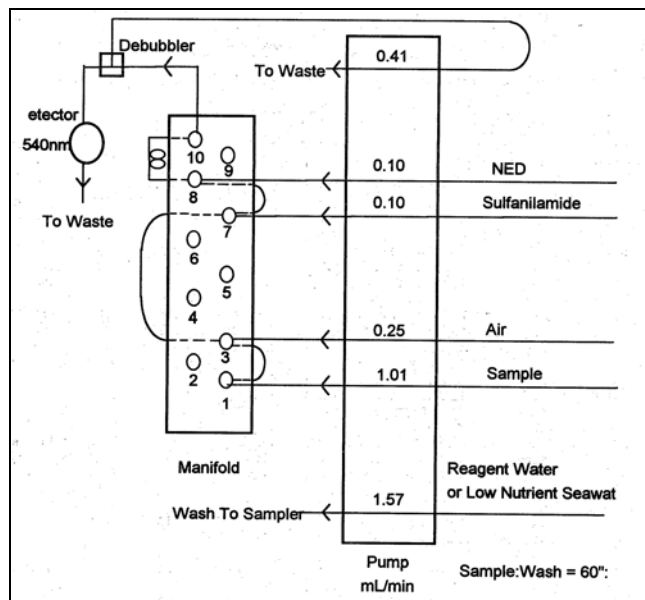 Debubbler
0.41
To Waste
etector
540nm
10
9
0.10
NED
8
0.10
Sulfanilamide
To Waste
7
6
5
4
0.25
Air
3
2
1.01
Sample
1
Manifold
Reagent Water
or Low Nutrient Seawat
1.57
Wash To Sampler
Pump
mL/min
Sample:Wash = 60":